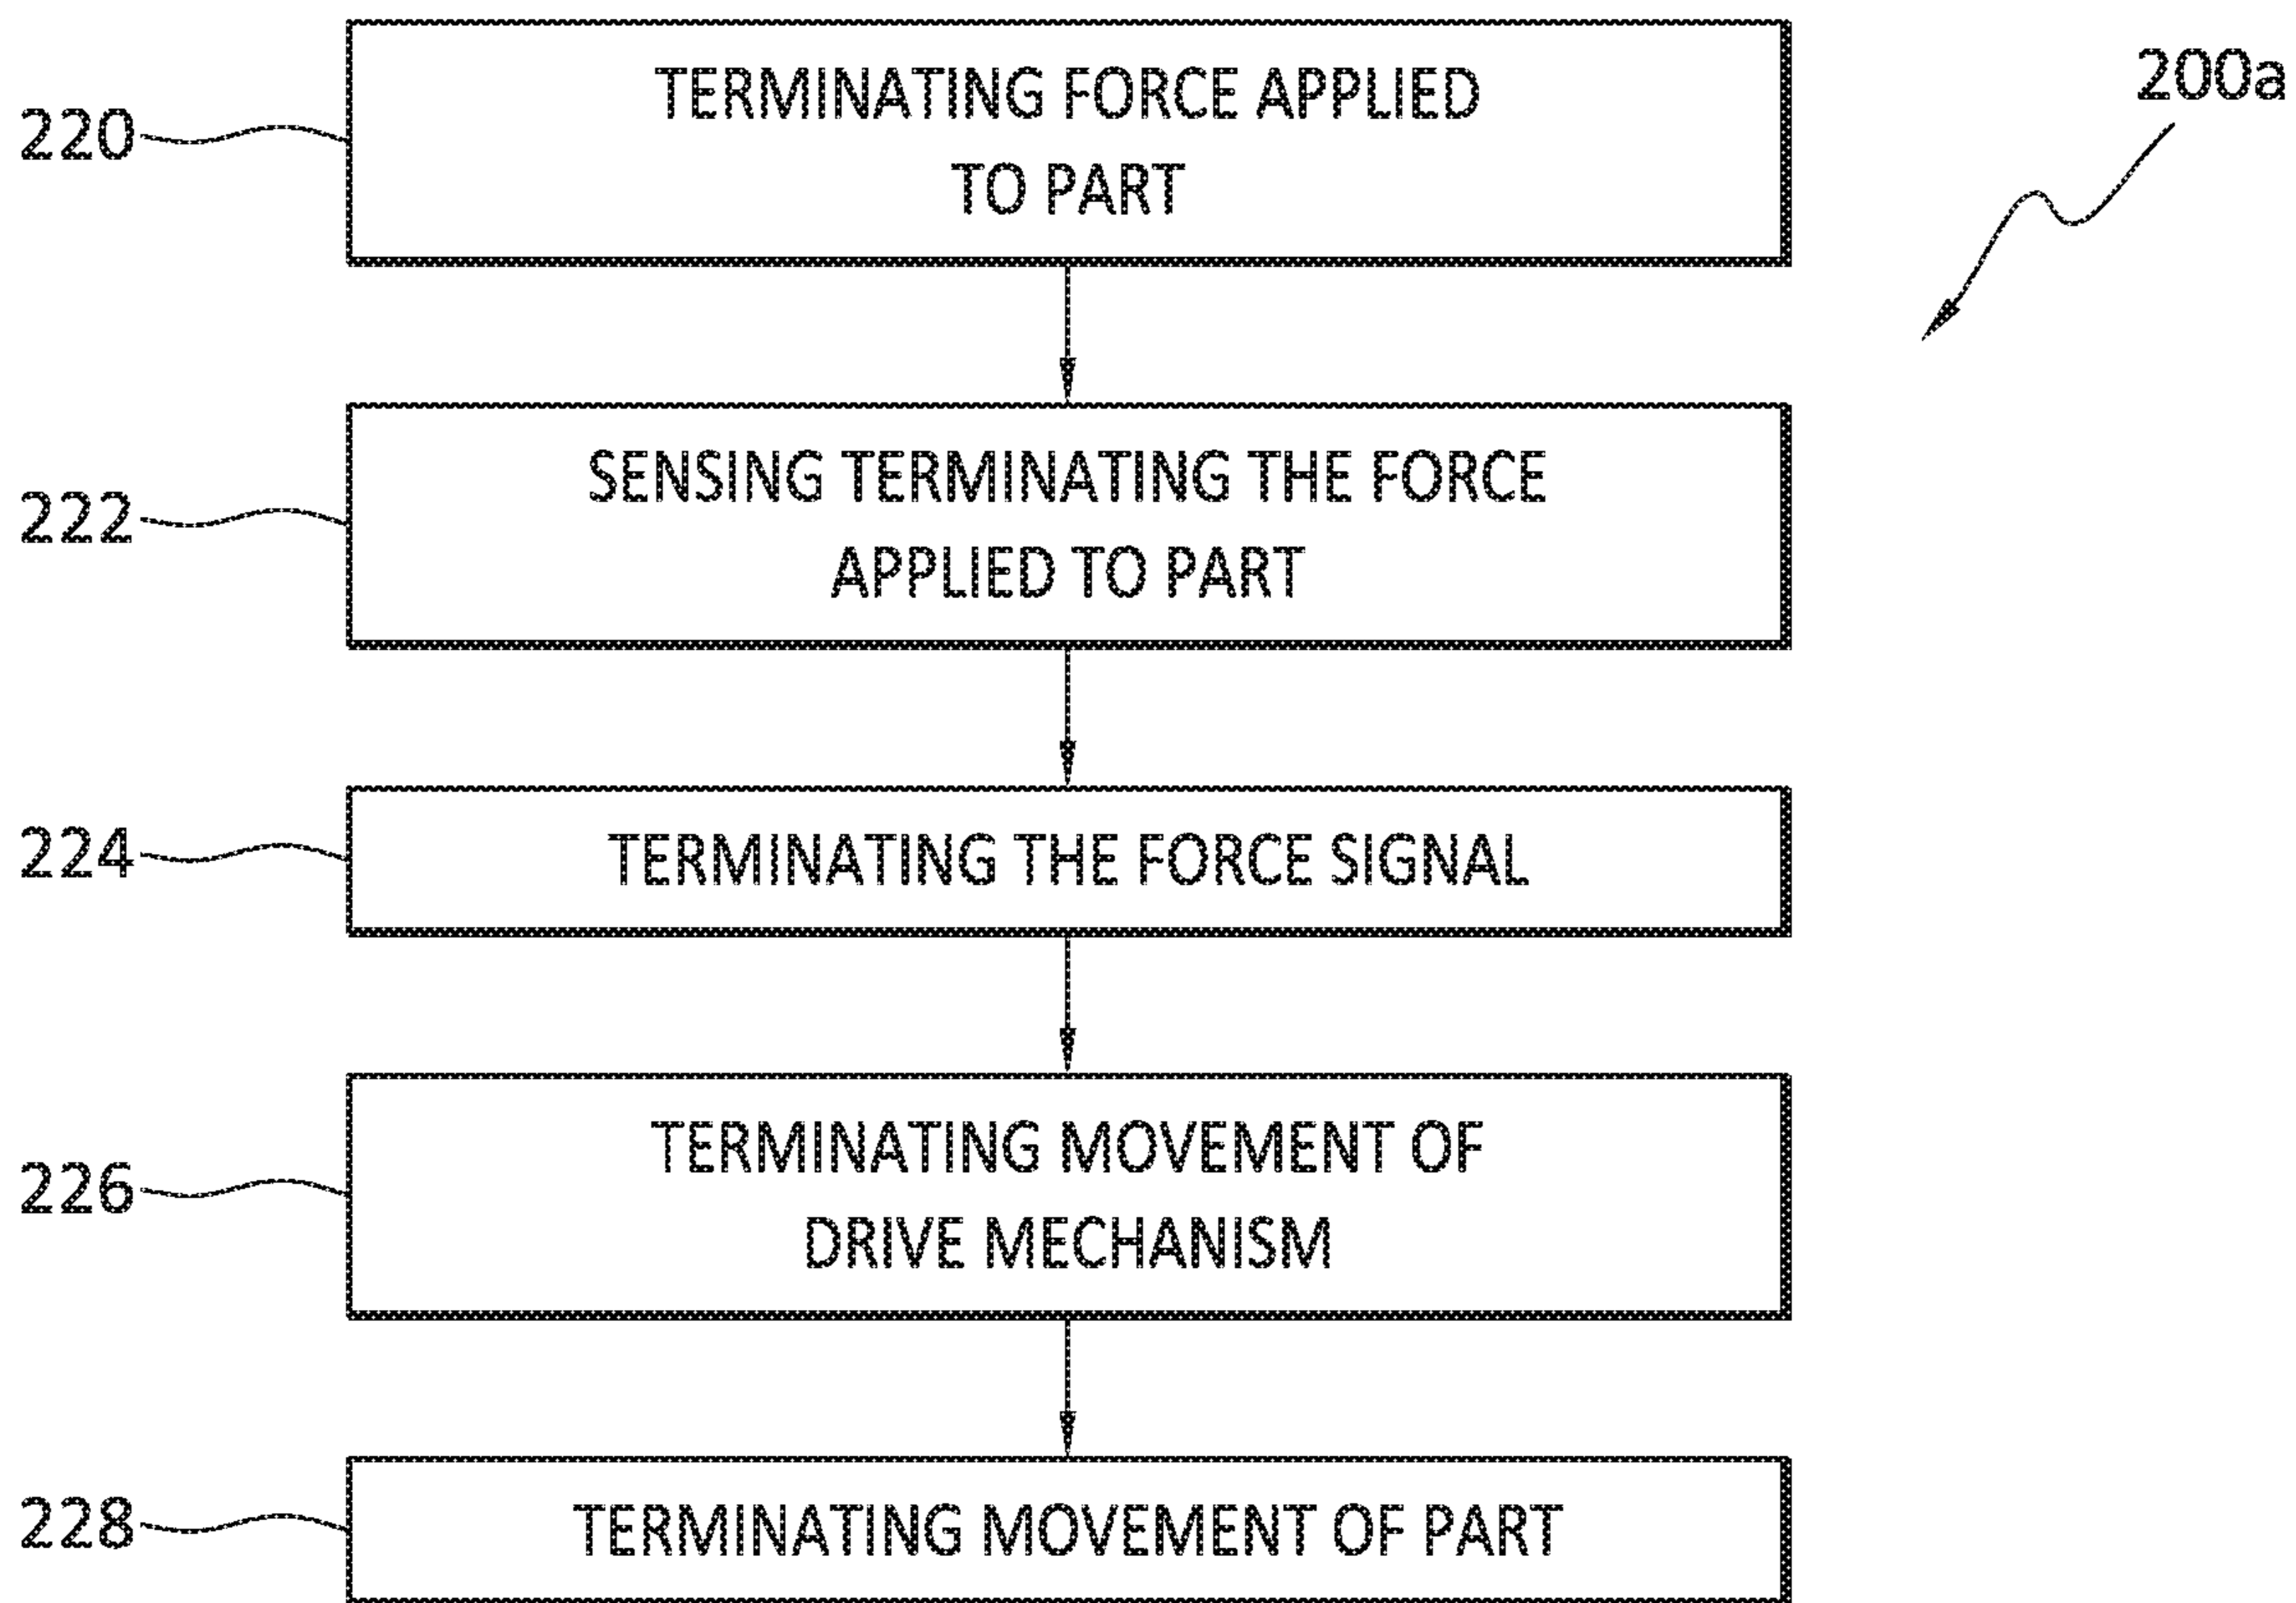 200a
220
TERMINATING FORCE APPLIED
TO PART
222
SENSING TERMINATING THE FORCE
APPLIED TO PART
224
TERMINATING THE FORCE SIGNAL
226
TERMINATING MOVEMENT OF
DRIVE MECHANISM
228
TERMINATING MOVEMENT OF PART